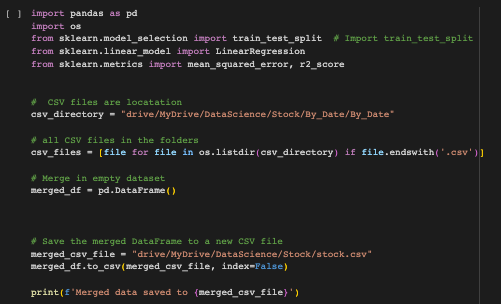 [ ] import pandas as pd
import os
from sklearn.model_selection import train_test_split  # Import train_test_split
from sklearn.linear_model import LinearRegression
from sklearn.metrics import mean_squared_error, r2_score
#  CSV files are locatation
csv_directory = "drive/MyDrive/DataScience/Stock/By_Date/By_Date"
# all CSV files in the folders
csv_files = [file for file in os.listdir(csv_directory) if file.endswith('.csv')]
# Merge in empty dataset
merged_df = pd.DataFrame()
# Save the merged DataFrame to a new CSV file
merged_csv_file = "drive/MyDrive/DataScience/Stock/stock.csv"
merged_df.to_csv(merged_csv_file, index=False)
print(f'Merged data saved to {merged_csv_file}')